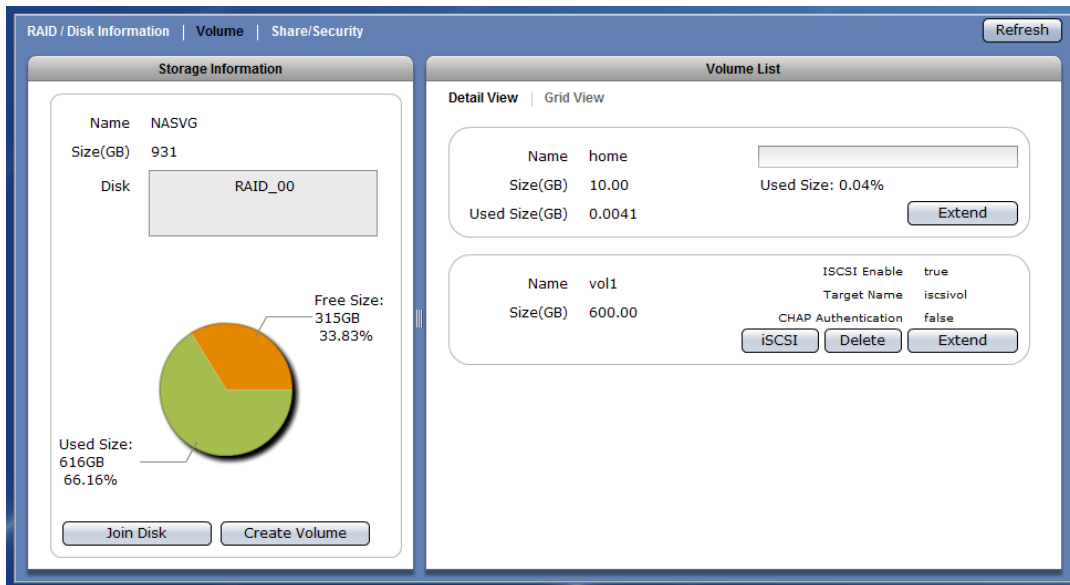 RAID / Disk Information | Volume | Share/Security
Refresh
Storage Information
Name NASVG
Size(GB) 931
Disk RAID_00
Free Size:
315GB
33.83%
Used Size:
616GB
66.16%
Join Disk
Create Volume
Volume List
Detail View | Grid View
Name home
Size(GB) 10.00
Used Size: 0.04%
Used Size(GB) 0.0041
Extend
Name vol1
Size(GB) 600.00
ISCSI Enable true
Target Name iscsivol
CHAP Authentication false
iSCSI
Delete
Extend